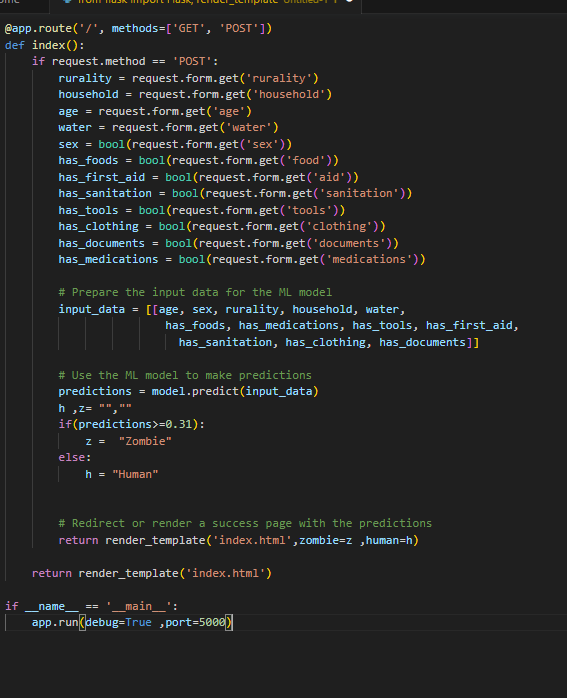 from flask import Flask, render_template Untitled-1
@app.route('/', methods=['GET', 'POST'])
def index():
    if request.method == 'POST':
        rurality = request.form.get('rurality')
        household = request.form.get('household')
        age = request.form.get('age')
        water = request.form.get('water')
        sex = bool(request.form.get('sex'))
        has_foods = bool(request.form.get('food'))
        has_first_aid = bool(request.form.get('aid'))
        has_sanitation = bool(request.form.get('sanitation'))
        has_tools = bool(request.form.get('tools'))
        has_clothing = bool(request.form.get('clothing'))
        has_documents = bool(request.form.get('documents'))
        has_medications = bool(request.form.get('medications'))
        # Prepare the input data for the ML model
        input_data = [[age, sex, rurality, household, water,
                        has_foods, has_medications, has_tools, has_first_aid,
                          has_sanitation, has_clothing, has_documents]]
        # Use the ML model to make predictions
        predictions = model.predict(input_data)
        h ,z= "",""
        if(predictions>=0.31):
            z =  "Zombie"
        else:
            h = "Human"
        # Redirect or render a success page with the predictions
        return render_template('index.html',zombie=z ,human=h)
    return render_template('index.html')
if __name__ == '__main__':
    app.run(debug=True ,port=5000)